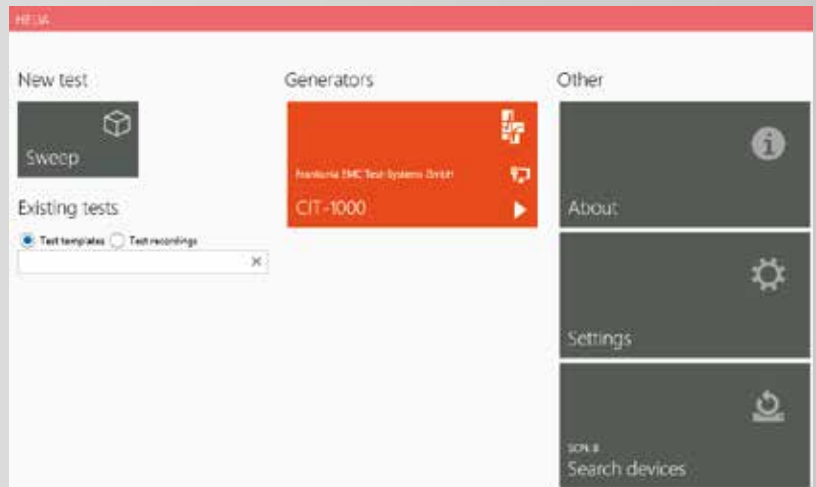 HELIA
New test
Sweep
Existing tests
Test templates
Test recordings
Generators
Frankonia EMC Test-Systems GmbH
CIT-1000
Other
About
Settings
Search devices